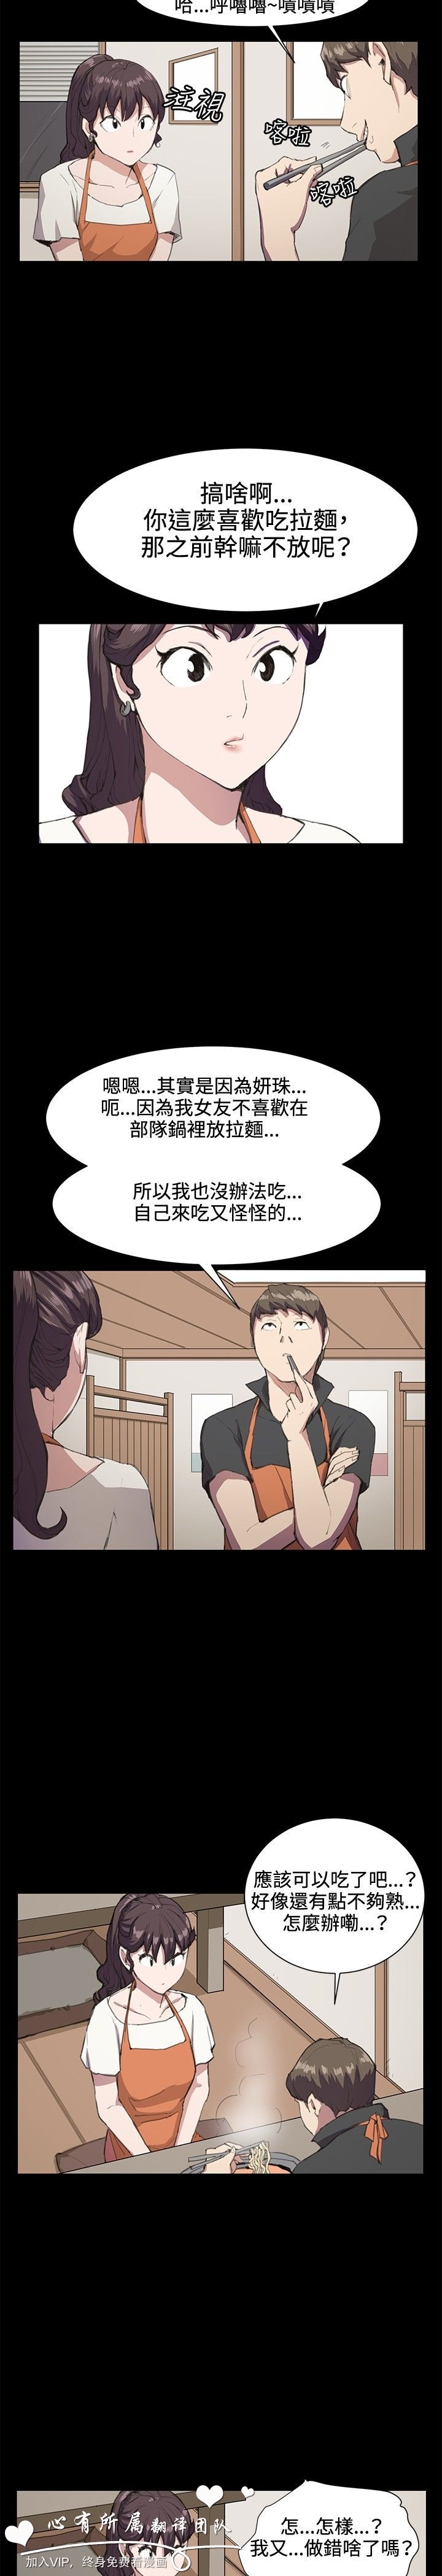 哈...呼嚕嚕~嘖嘖嘖
注視
喀啦
喀啦
搞啥啊...
你這麼喜歡吃拉麵，
那之前幹嘛不放呢？
嗯嗯...其實是因為妍珠...
呃...因為我女友不喜歡在
部隊鍋裡放拉麵...
所以我也沒辦法吃...
自己來吃又怪怪的...
應該可以吃了吧...？
好像還有點不夠熟...
怎麼辦嘞...？
怎...怎樣...？
我又...做錯啥了嗎？
心有所属翻译团队
加入VIP，终身免费看漫画